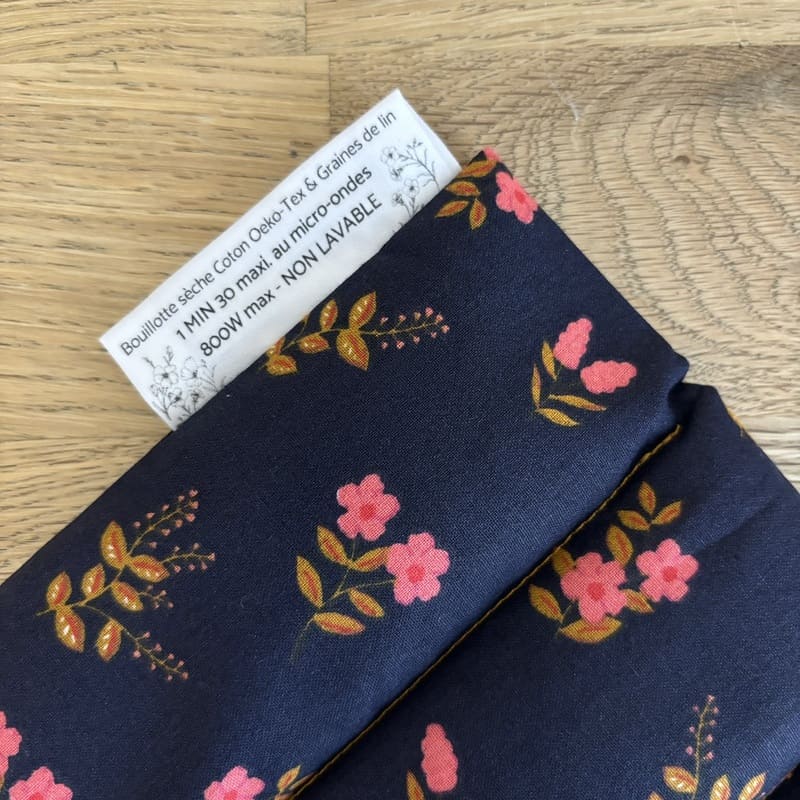 Bouillotte sèche Coton Oeko-Tex & Graines de lin
1 MIN 30 maxi. au micro-ondes
800W max - NON LAVABLE